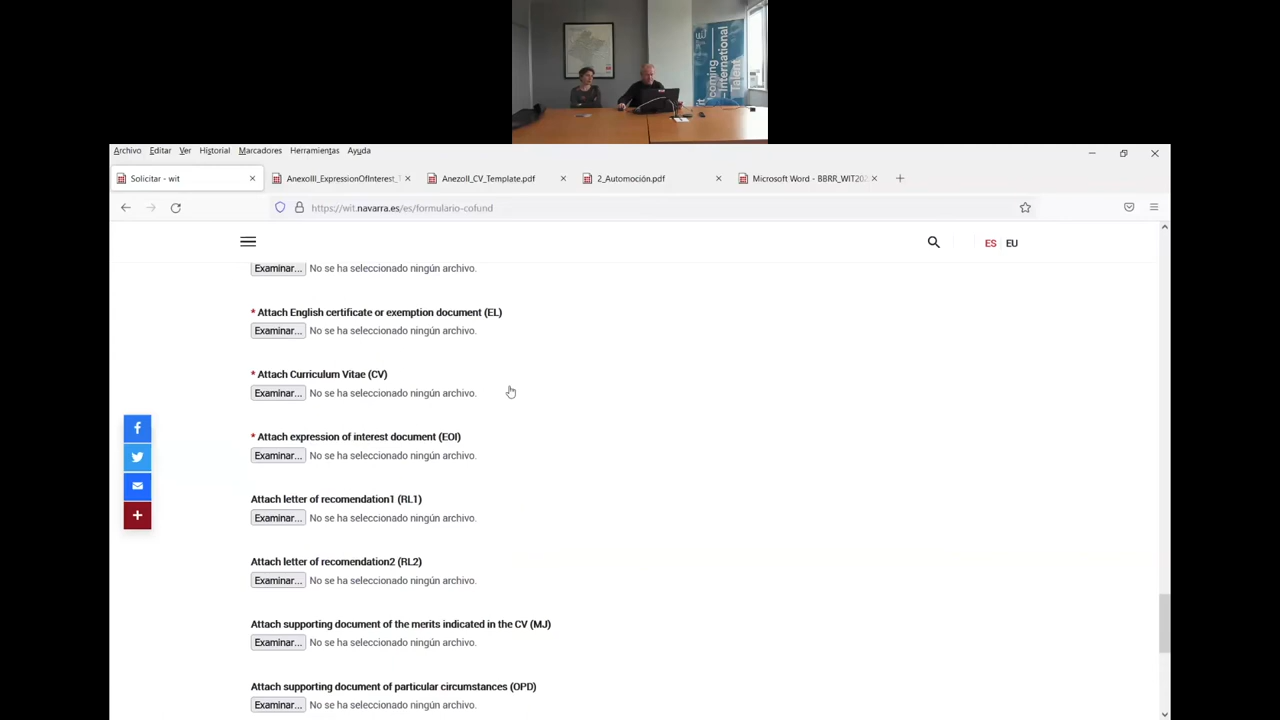 coming
International
Talent
Archivo Editar Ver Historial Marcadores Herramientas Ayuda
Solicitar - wit
AnexoIII_ExpressionOfInterest_
AnezoII_CV_Template.pdf
2_Automoción.pdf
Microsoft Word - BBRR_WIT202
https://wit.navarra.es/es/formulario-cofund
ES EU
Examinar... No se ha seleccionado ningún archivo.
* Attach English certificate or exemption document (EL)
Examinar... No se ha seleccionado ningún archivo.
* Attach Curriculum Vitae (CV)
Examinar... No se ha seleccionado ningún archivo.
* Attach expression of interest document (EOI)
Examinar... No se ha seleccionado ningún archivo.
Attach letter of recomendation1 (RL1)
Examinar... No se ha seleccionado ningún archivo.
Attach letter of recomendation2 (RL2)
Examinar... No se ha seleccionado ningún archivo.
Attach supporting document of the merits indicated in the CV (MJ)
Examinar... No se ha seleccionado ningún archivo.
Attach supporting document of particular circumstances (OPD)
Examinar... No se ha seleccionado ningún archivo.